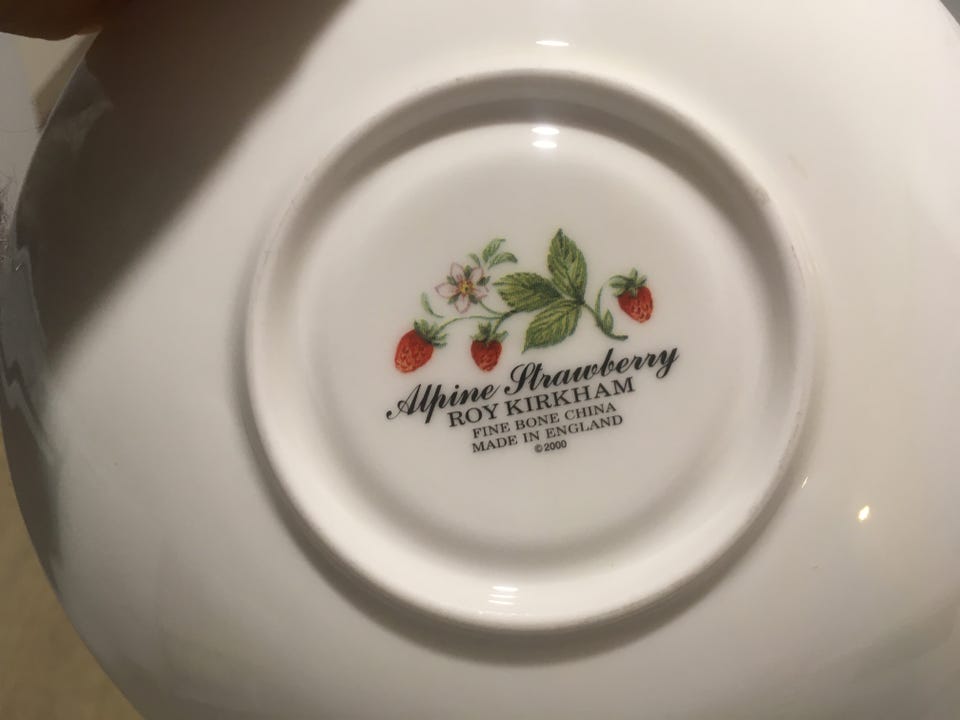 Alpine Strawberry
ROY KIRKHAM
FINE BONE CHINA
MADE IN ENGLAND
©2000